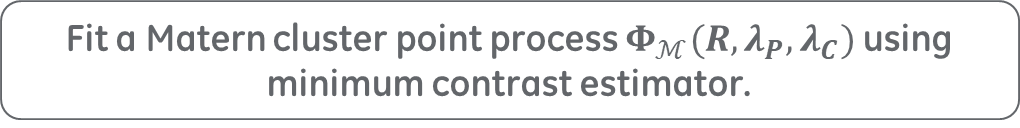 Fit a Matern cluster point process Φ_ℳ(R, λ_P, λ_C) using
minimum contrast estimator.